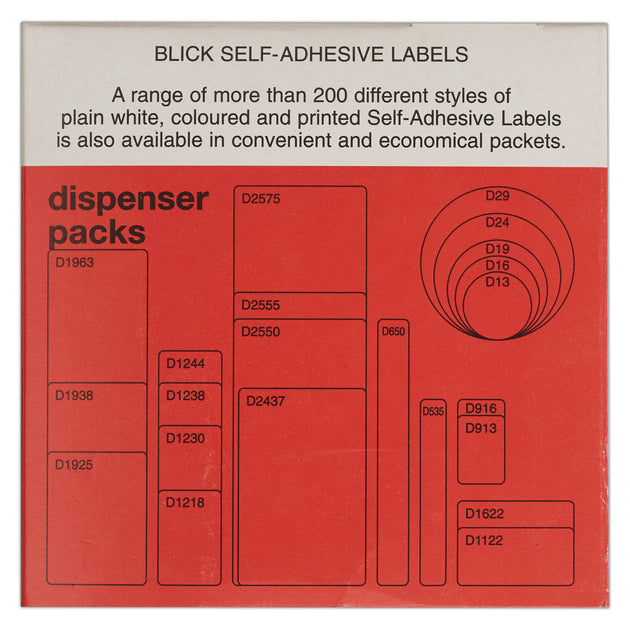 BLICK SELF-ADHESIVE LABELS
A range of more than 200 different styles of
plain white, coloured and printed Self-Adhesive Labels
is also available in convenient and economical packets.
dispenser
packs
D1963
D1938
D1925
D1244
D1238
D1230
D1218
D2575
D2555
D2550
D2437
D650
D535
D29
D24
D19
D16
D13
D916
D913
D1622
D1122